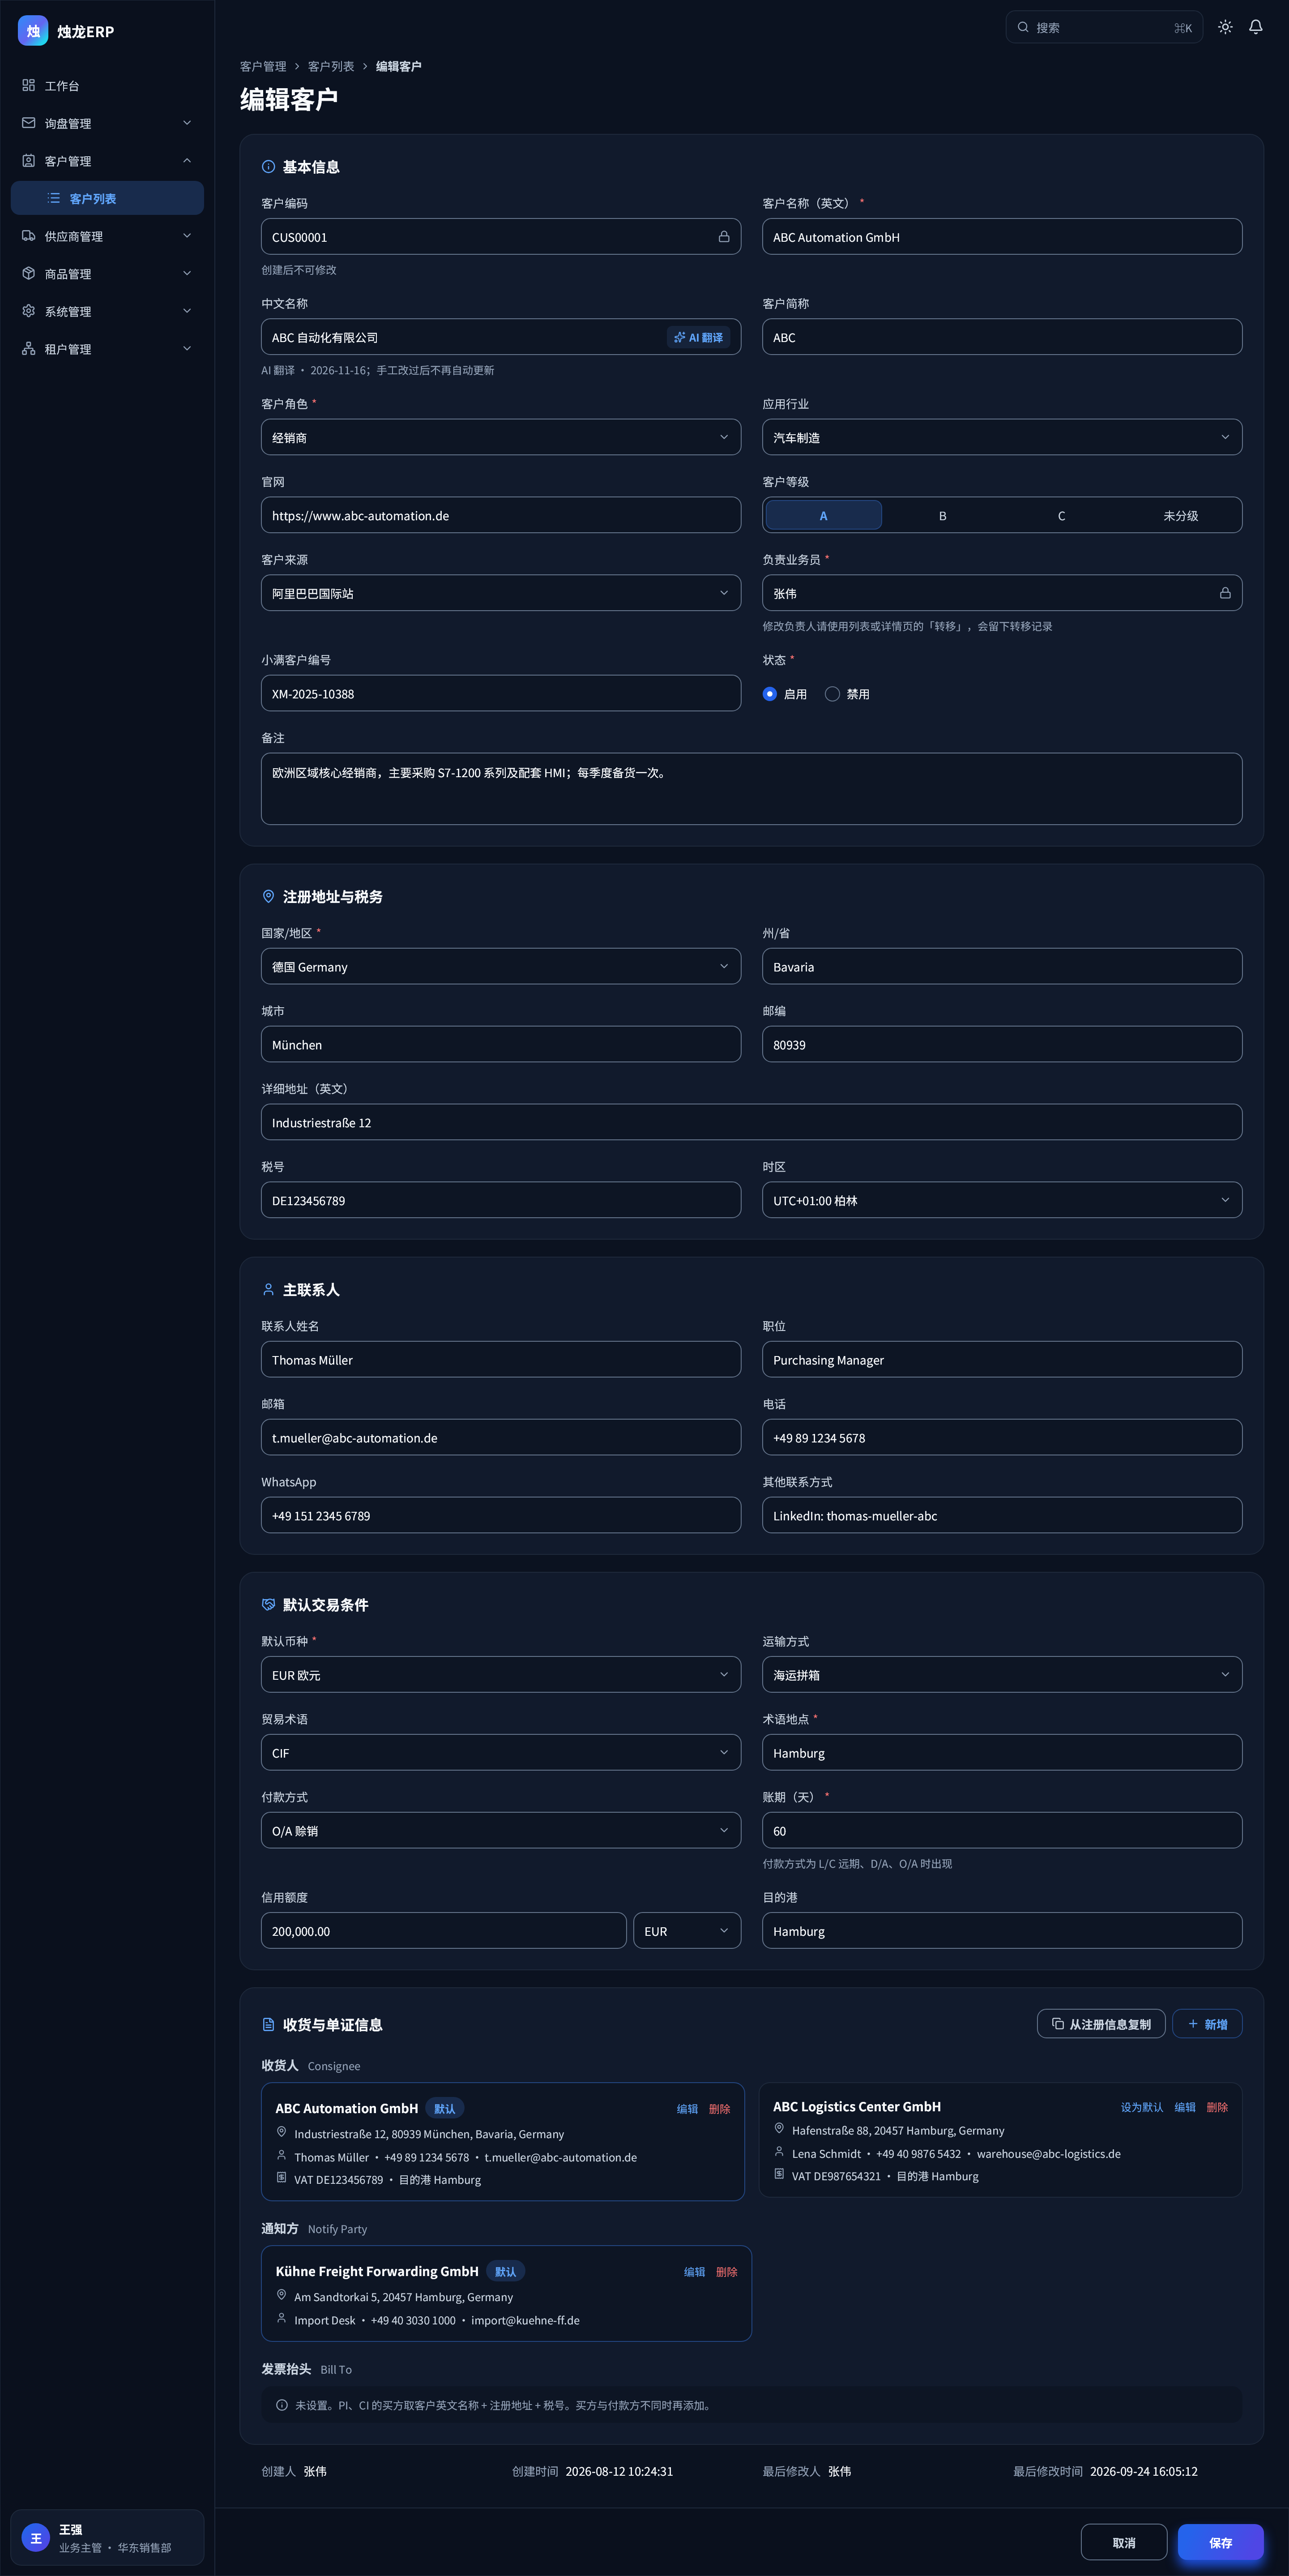 烛 烛龙ERP
搜索 ⌘K
工作台
询盘管理
客户管理
客户列表
供应商管理
商品管理
系统管理
租户管理
客户管理 > 客户列表 > 编辑客户
编辑客户
基本信息
客户编码
CUS00001
创建后不可修改
客户名称（英文） *
ABC Automation GmbH
中文名称
ABC 自动化有限公司 AI 翻译
AI 翻译 · 2026-11-16；手工改过后不再自动更新
客户简称
ABC
客户角色 *
经销商
应用行业
汽车制造
官网
https://www.abc-automation.de
客户等级
A B C 未分级
客户来源
阿里巴巴国际站
负责业务员 *
张伟
修改负责人请使用列表或详情页的「转移」，会留下转移记录
小满客户编号
XM-2025-10388
状态 *
启用 禁用
备注
欧洲区域核心经销商，主要采购 S7-1200 系列及配套 HMI；每季度备货一次。
注册地址与税务
国家/地区 *
德国 Germany
州/省
Bavaria
城市
München
邮编
80939
详细地址（英文）
Industriestraße 12
税号
DE123456789
时区
UTC+01:00 柏林
主联系人
联系人姓名
Thomas Müller
职位
Purchasing Manager
邮箱
t.mueller@abc-automation.de
电话
+49 89 1234 5678
WhatsApp
+49 151 2345 6789
其他联系方式
LinkedIn: thomas-mueller-abc
默认交易条件
默认币种 *
EUR 欧元
运输方式
海运拼箱
贸易术语
CIF
术语地点 *
Hamburg
付款方式
O/A 赊销
账期（天） *
60
付款方式为 L/C 远期、D/A、O/A 时出现
信用额度
200,000.00 EUR
目的港
Hamburg
收货与单证信息
从注册信息复制 + 新增
收货人 Consignee
ABC Automation GmbH 默认 编辑 删除
Industriestraße 12, 80939 München, Bavaria, Germany
Thomas Müller · +49 89 1234 5678 · t.mueller@abc-automation.de
VAT DE123456789 · 目的港 Hamburg
ABC Logistics Center GmbH 设为默认 编辑 删除
Hafenstraße 88, 20457 Hamburg, Germany
Lena Schmidt · +49 40 9876 5432 · warehouse@abc-logistics.de
VAT DE987654321 · 目的港 Hamburg
通知方 Notify Party
Kühne Freight Forwarding GmbH 默认 编辑 删除
Am Sandtorkai 5, 20457 Hamburg, Germany
Import Desk · +49 40 3030 1000 · import@kuehne-ff.de
发票抬头 Bill To
未设置。PI、CI 的买方取客户英文名称 + 注册地址 + 税号。买方与付款方不同时再添加。
创建人 张伟 创建时间 2026-08-12 10:24:31 最后修改人 张伟 最后修改时间 2026-09-24 16:05:12
王 王强
业务主管 · 华东销售部
取消 保存